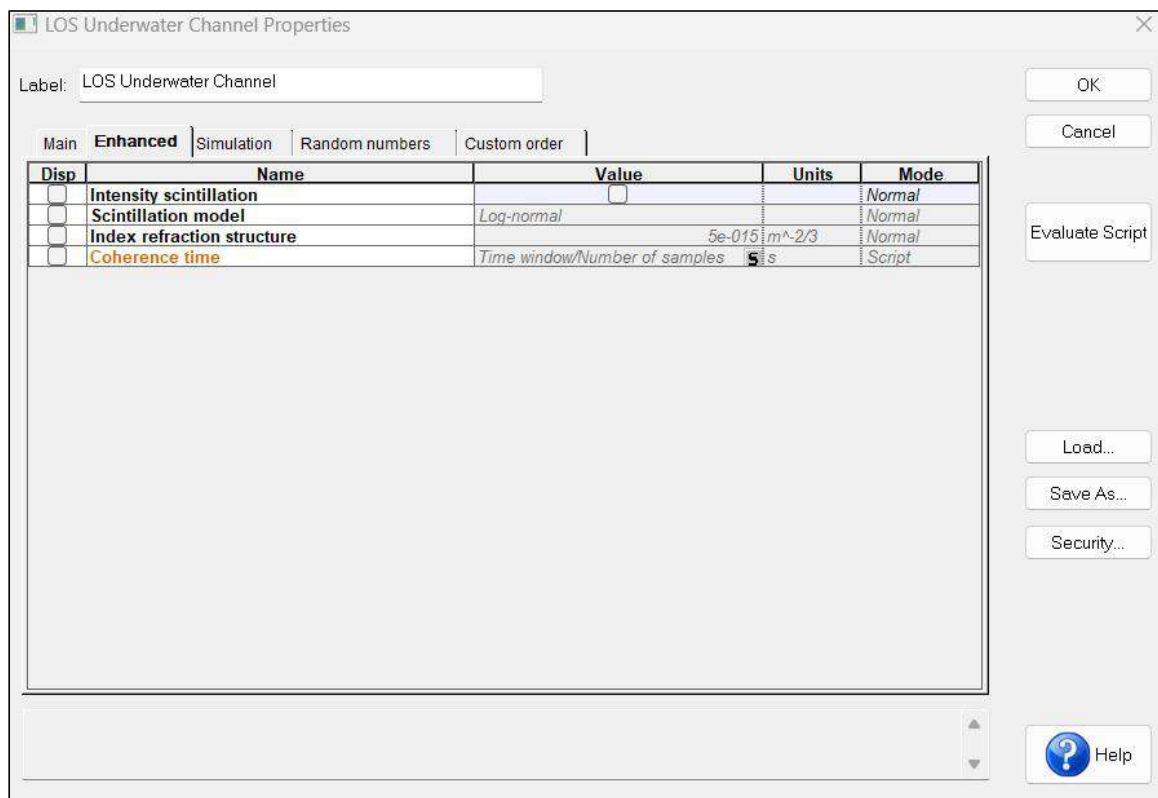 LOS Underwater Channel Properties
Label: LOS Underwater Channel
OK
Cancel
Main Enhanced Simulation Random numbers Custom order
Disp Name Value Units Mode
Intensity scintillation Normal
Scintillation model Log-normal Normal
Index refraction structure 5e-015 m^-2/3 Normal
Coherence time Time window/Number of samples S s Script
Evaluate Script
Load...
Save As...
Security...
? Help